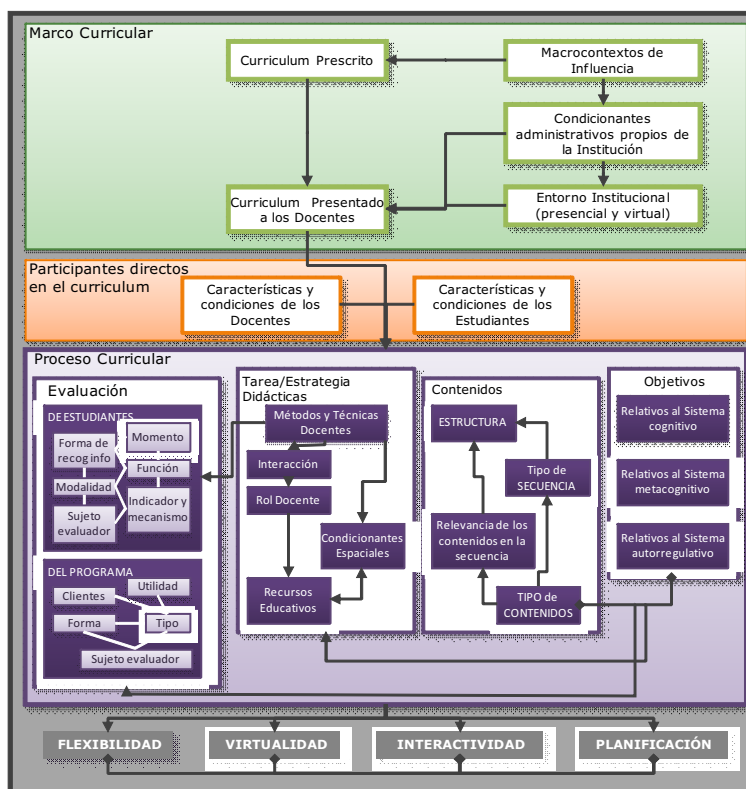 Marco Curricular
Curriculum Prescrito
Macrocontextos de
Influencia
Condicionantes
administrativos propios de
la Institución
Curriculum Presentado
a los Docentes
Entorno Institucional
(presencial y virtual)
Participantes directos
en el curriculum
Características y
condiciones de los
Docentes
Características y
condiciones de los
Estudiantes
Proceso Curricular
Evaluación
DE ESTUDIANTES
Forma de
recog info
Momento
Función
Modalidad
Indicador y
mecanismo
Sujeto
evaluador
DEL PROGRAMA
Utilidad
Clientes
Forma
Tipo
Sujeto evaluador
Tarea/Estrategia
Didácticas
Métodos y Técnicas
Docentes
Interacción
Rol Docente
Condicionantes
Espaciales
Recursos
Educativos
Contenidos
ESTRUCTURA
Tipo de
SECUENCIA
Relevancia de los
contenidos en la
secuencia
TIPO de
CONTENIDOS
Objetivos
Relativos al Sistema
cognitivo
Relativos al Sistema
metacognitivo
Relativos al Sistema
autorregulativo
FLEXIBILIDAD
VIRTUALIDAD
INTERACTIVIDAD
PLANIFICACIÓN